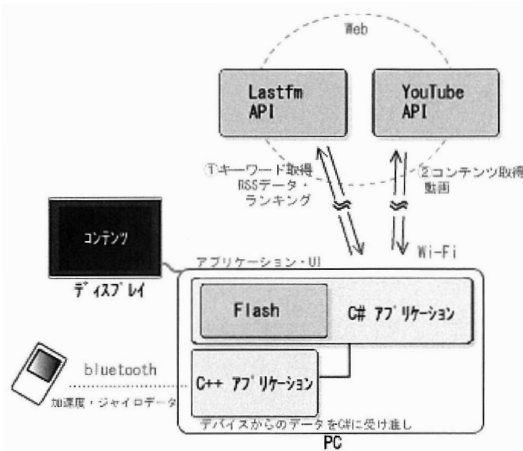 Web
Lastfm
API
YouTube
API
①キーワード取得
RSSデータ・
ランキング
②コンテンツ取得
動画
Wi-Fi
コンテンツ
ディスプレイ
アプリケーション・UI
Flash
C# アプリケーション
bluetooth
C++ アプリケーション
加速度・ジャイロデータ
デバイスからのデータをC#に受け渡し
PC